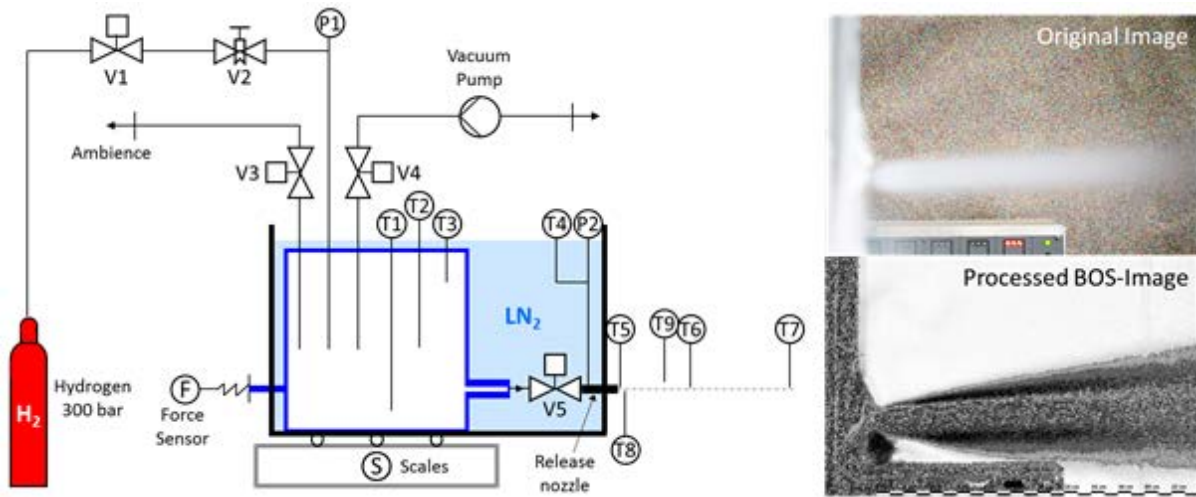 P1
V1
V2
Vacuum
Pump
Ambience
V3
V4
T1
T2
T3
T4
P2
LN2
T5
T9
T6
T7
V5
T8
H2
Hydrogen
300 bar
F
Force
Sensor
S
Scales
Release
nozzle
Original Image
Processed BOS-Image